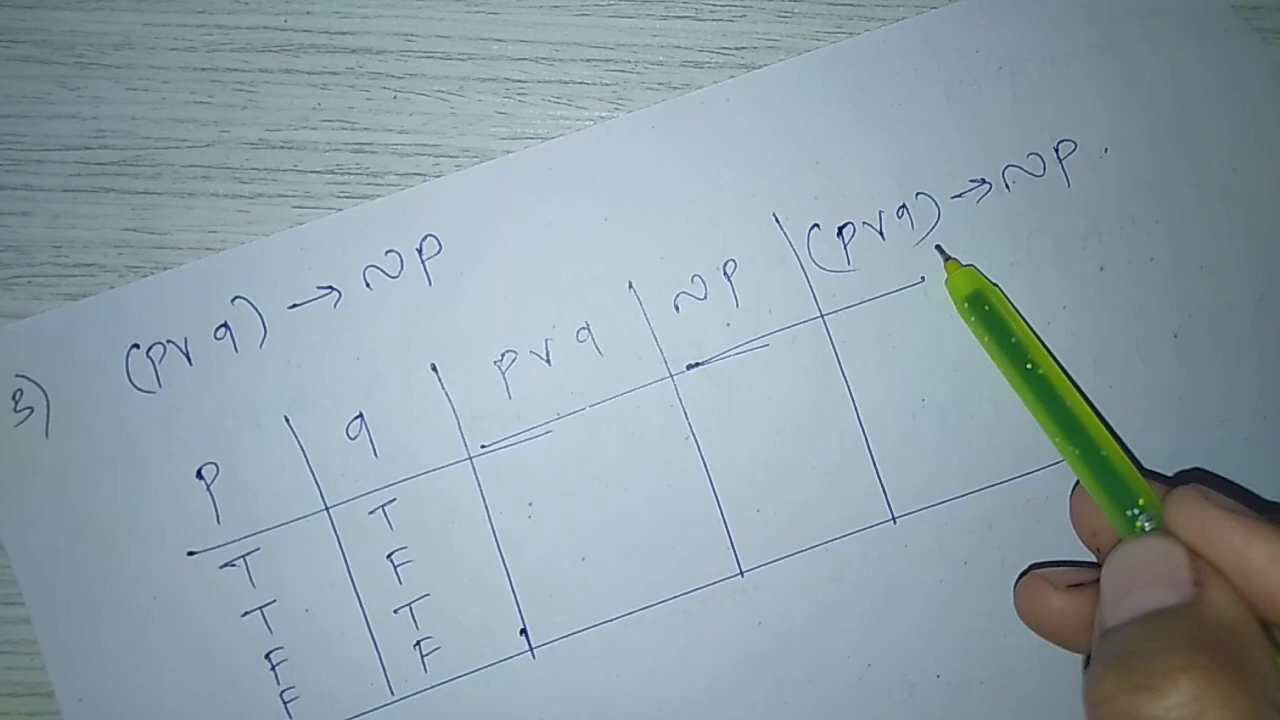 3) (p∨q) → ~p
p q p∨q ~p (p∨q) → ~p.
T T
T F
F T
F F